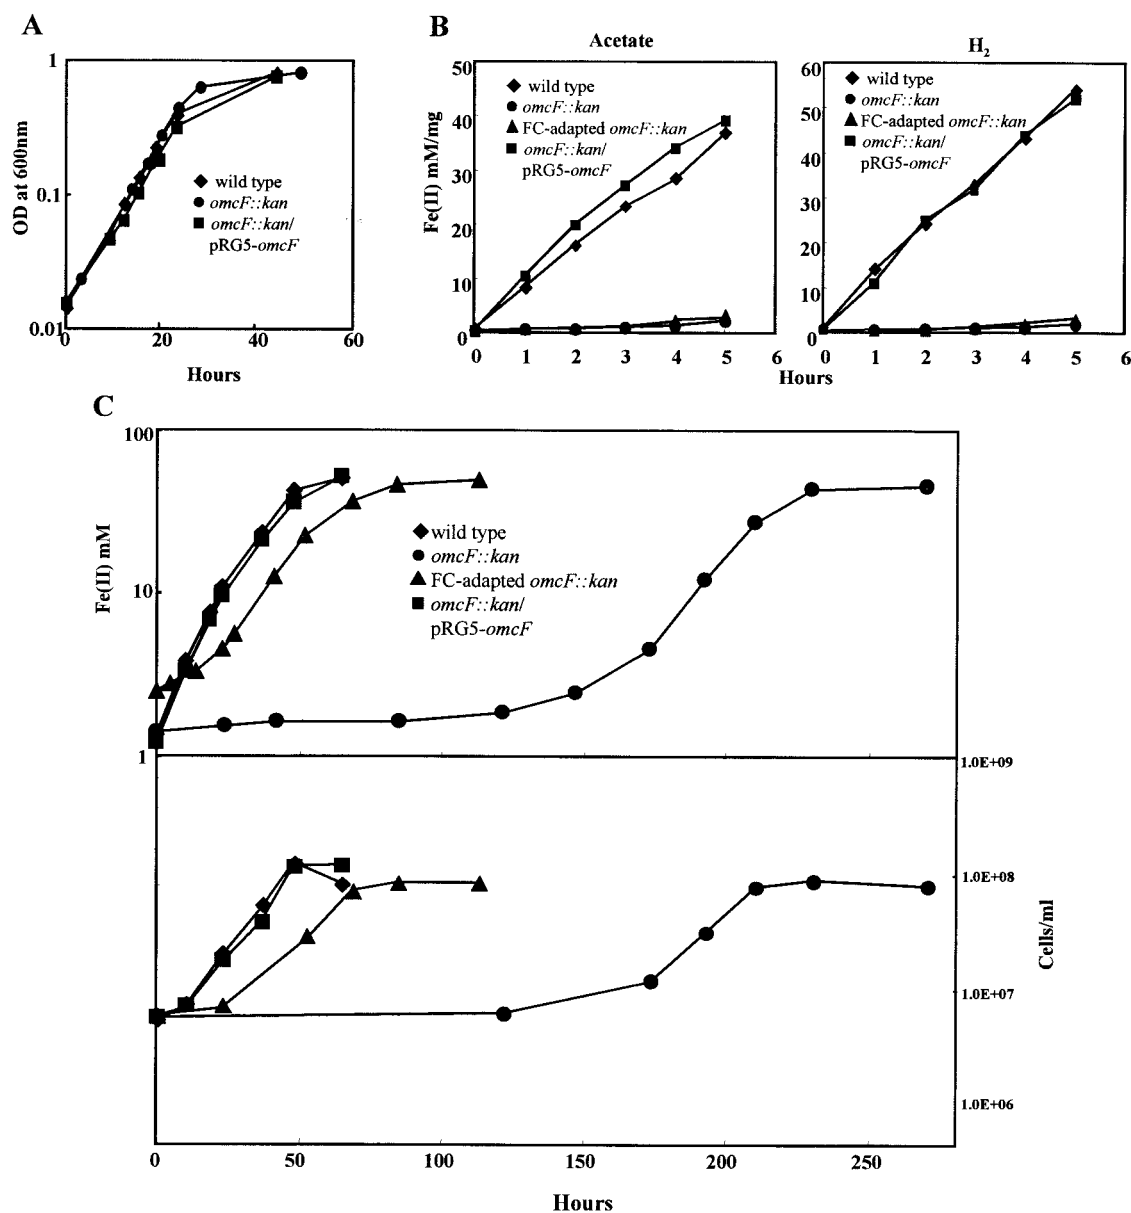 A
1
0.1
0.01
OD at 600nm
0
20
40
60
Hours
wild type
omcF::kan
omcF::kan/
pRG5-omcF
B
Acetate
50
40
30
20
10
0
Fe(II) mM/mg
0 1 2 3 4 5 6
wild type
omcF::kan
FC-adapted omcF::kan
omcF::kan/
pRG5-omcF
H2
60
50
40
30
20
10
0
0 1 2 3 4 5 6
wild type
omcF::kan
FC-adapted omcF::kan
omcF::kan/
pRG5-omcF
Hours
C
100
10
1
Fe(II) mM
wild type
omcF::kan
FC-adapted omcF::kan
omcF::kan/
pRG5-omcF
1.0E+09
1.0E+08
1.0E+07
1.0E+06
Cells/ml
0 50 100 150 200 250
Hours